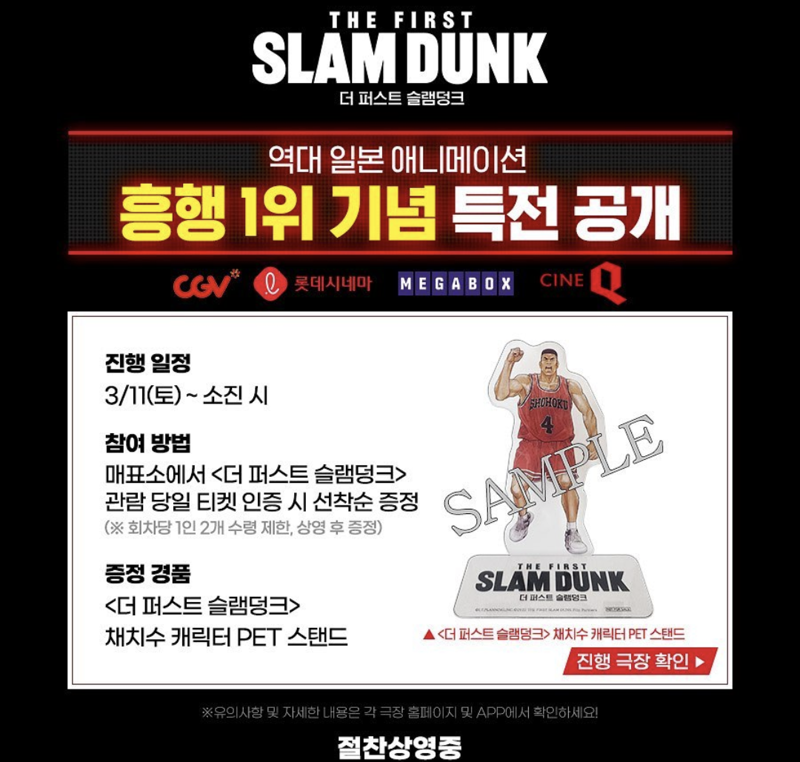 THE FIRST
SLAM DUNK
더 퍼스트 슬램덩크
역대 일본 애니메이션
흥행 1위 기념 특전 공개
CGV 롯데시네마 MEGABOX CINE Q
진행 일정
3/11(토) ~ 소진 시
참여 방법
매표소에서 <더 퍼스트 슬램덩크>
관람 당일 티켓 인증 시 선착순 증정
(※ 회차당 1인 2개 수령 제한, 상영 후 증정)
증정 경품
<더 퍼스트 슬램덩크>
채치수 캐릭터 PET 스탠드
SHOHOKU
4
SAMPLE
THE FIRST
SLAM DUNK
더 퍼스트 슬램덩크
▲ <더 퍼스트 슬램덩크> 채치수 캐릭터 PET 스탠드
진행 극장 확인 ▶
※유의사항 및 자세한 내용은 각 극장 홈페이지 및 APP에서 확인하세요!
절찬상영중